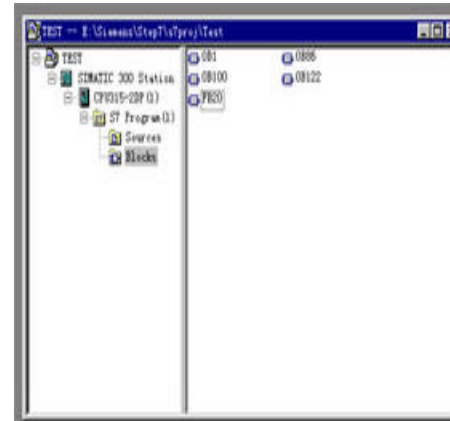 TEST -- E:\Siemens\Step7\s7proj\Test
TEST
SIMATIC 300 Station
CPU315-2DP(1)
S7 Program(1)
Sources
Blocks
OB1
OB86
OB100
OB122
FB20